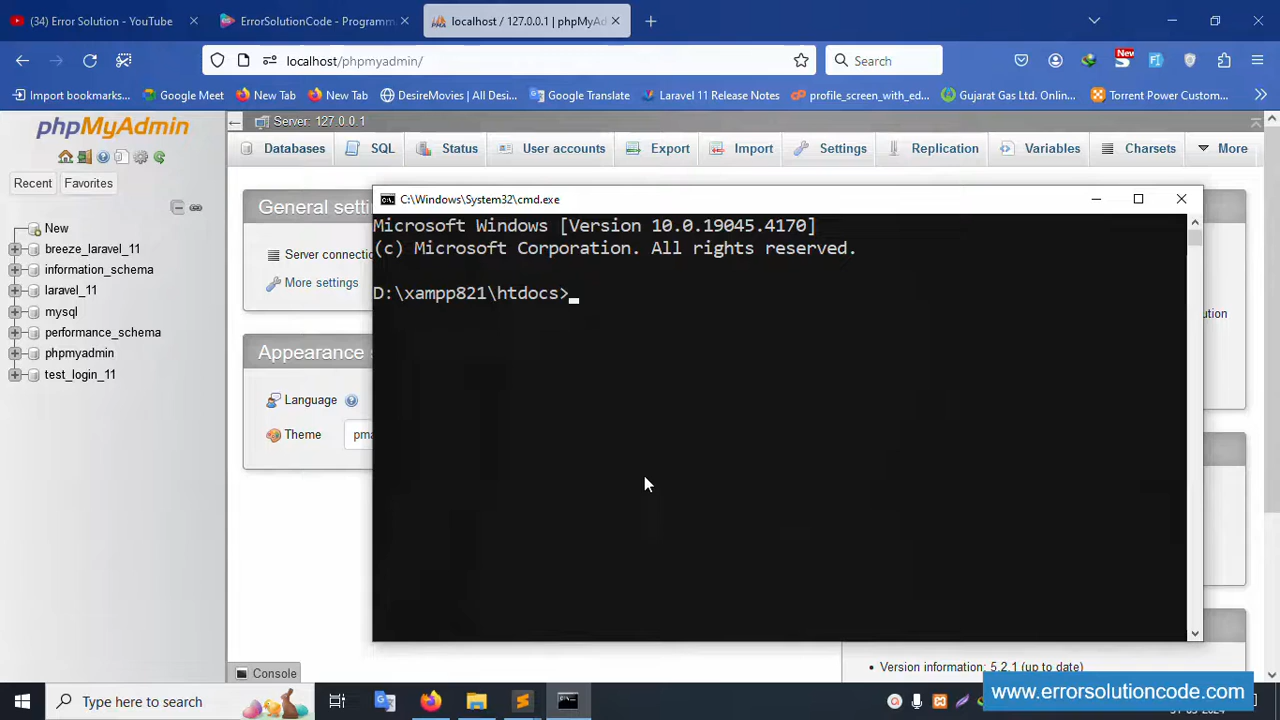 (34) Error Solution - YouTube
ErrorSolutionCode - Programm
localhost / 127.0.0.1 | phpMyAd
localhost/phpmyadmin/
Search
New
Import bookmarks...
Google Meet
New Tab
New Tab
DesireMovies | All Desi...
Google Translate
Laravel 11 Release Notes
profile_screen_with_ed...
Gujarat Gas Ltd. Onlin...
Torrent Power Custom...
phpMyAdmin
Server: 127.0.0.1
Databases
SQL
Status
User accounts
Export
Import
Settings
Replication
Variables
Charsets
More
Recent
Favorites
New
breeze_laravel_11
information_schema
laravel_11
mysql
performance_schema
phpmyadmin
test_login_11
General setti
Server connectio
More settings
Appearance s
Language
Theme
pma
C:\Windows\System32\cmd.exe
Microsoft Windows [Version 10.0.19045.4170]
(c) Microsoft Corporation. All rights reserved.
D:\xampp821\htdocs>
ution
Console
Version information: 5.2.1 (up to date)
Type here to search
www.errorsolutioncode.com